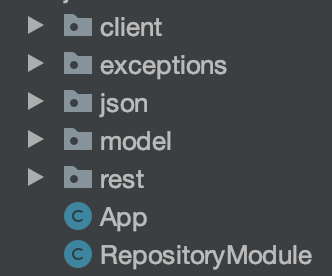 client
exceptions
json
model
rest
C App
C RepositoryModule